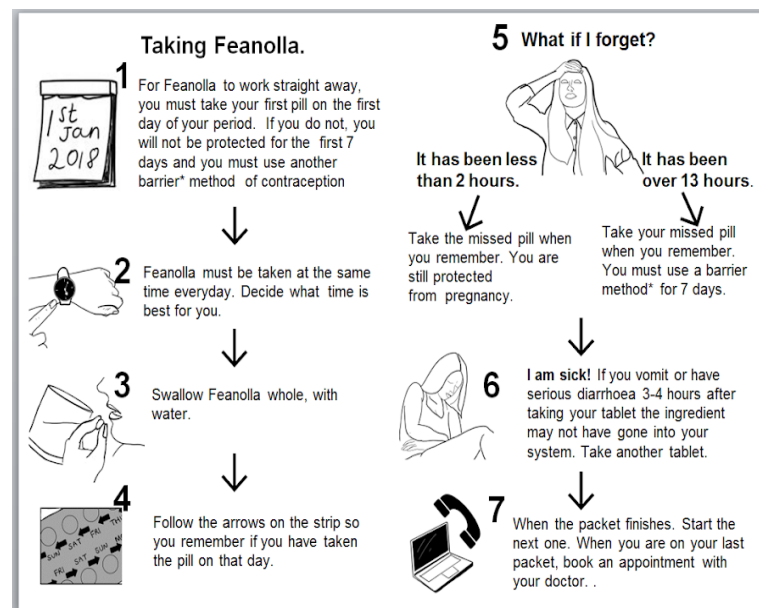 Taking Feanolla.
1
1st
Jan
2018
For Feanolla to work straight away,
you must take your first pill on the first
day of your period. If you do not, you
will not be protected for the first 7
days and you must use another
barrier* method of contraception
2
Feanolla must be taken at the same
time everyday. Decide what time is
best for you.
3
Swallow Feanolla whole, with
water.
4
SUN SAT FRI TH
FRI SAT SUN
Follow the arrows on the strip so
you remember if you have taken
the pill on that day.
5 What if I forget?
It has been less
than 2 hours.
Take the missed pill when
you remember. You are
still protected
from pregnancy.
It has been
over 13 hours.
Take your missed pill
when you remember.
You must use a barrier
method* for 7 days.
6
I am sick! If you vomit or have
serious diarrhoea 3-4 hours after
taking your tablet the ingredient
may not have gone into your
system. Take another tablet.
7
When the packet finishes. Start the
next one. When you are on your last
packet, book an appointment with
your doctor. .